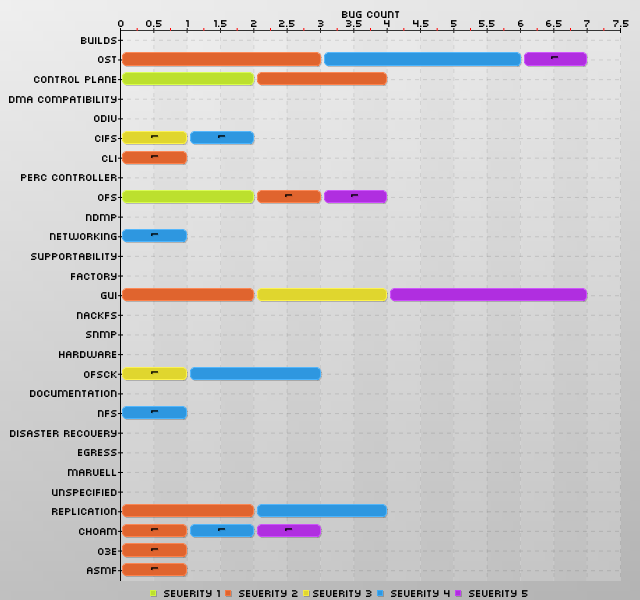 BUG COUNT
0 0.5 1 1.5 2 2.5 3 3.5 4 4.5 5 5.5 6 6.5 7 7.5
BUILDS
OST
CONTROL PLANE
DMA COMPATIBILITY
ODIU
CIFS
CLI
PERC CONTROLLER
OFS
NDMP
NETWORKING
SUPPORTABILITY
FACTORY
GUI
NACKFS
SNMP
HARDWARE
OFSCK
DOCUMENTATION
NFS
DISASTER RECOVERY
EGRESS
MARVELL
UNSPECIFIED
REPLICATION
CHOAM
O3E
ASMF
SEVERITY 1 SEVERITY 2 SEVERITY 3 SEVERITY 4 SEVERITY 5